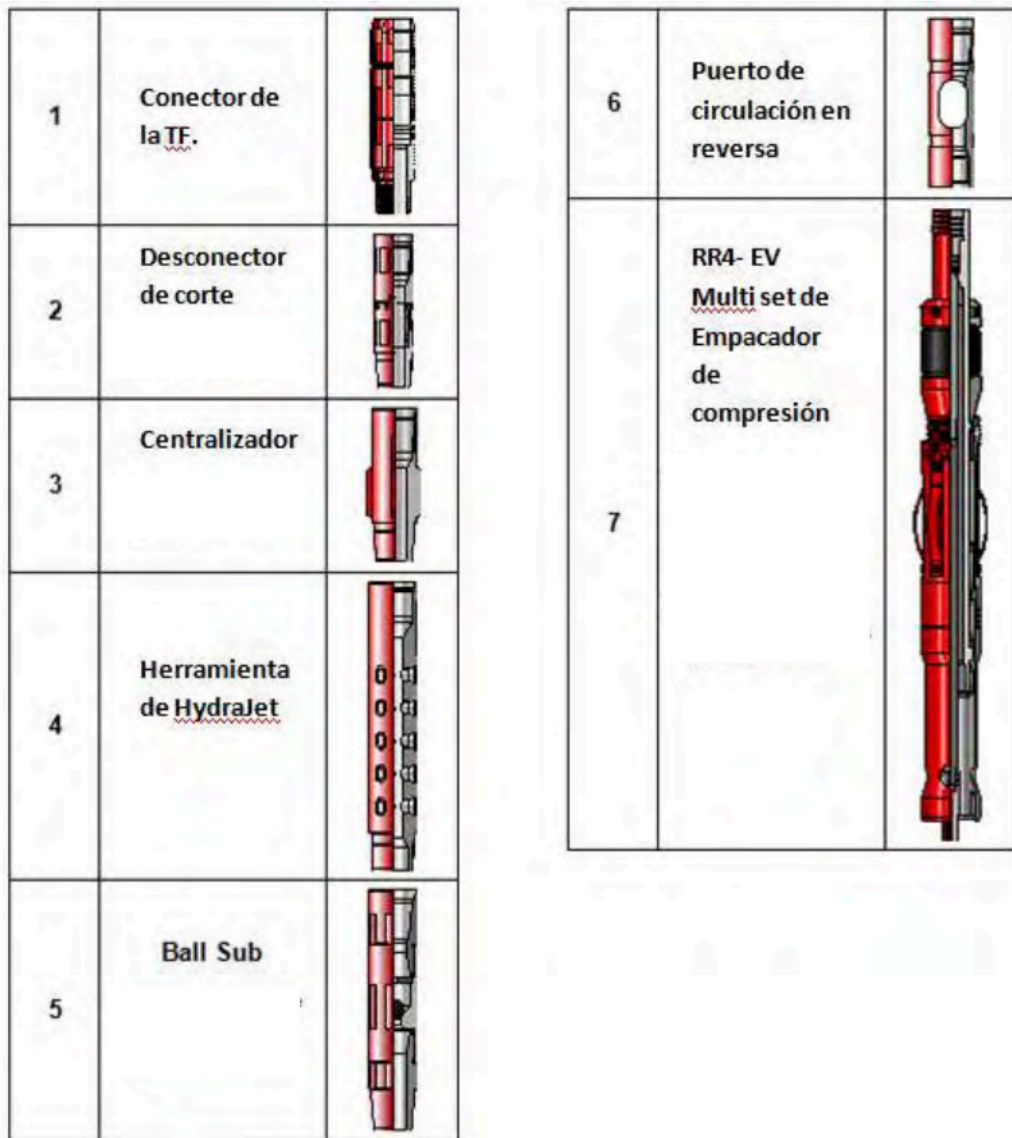 1
Conector de
la TF.
2
Desconector
de corte
3
Centralizador
4
Herramienta
de HydraJet
5
Ball Sub
6
Puerto de
circulación en
reversa
7
RR4- EV
Multi set de
Empacador
de
compresión